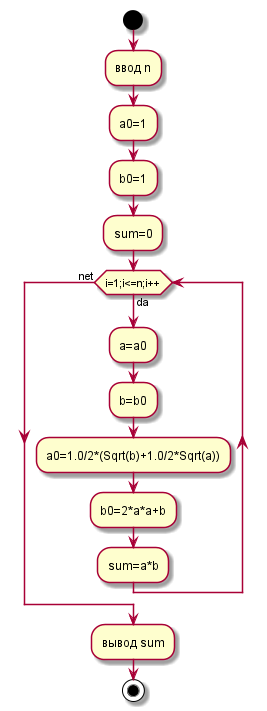 ввод n
a0=1
b0=1
sum=0
net
i=1;i<=n;i++
da
a=a0
b=b0
a0=1.0/2*(Sqrt(b)+1.0/2*Sqrt(a))
b0=2*a*a+b
sum=a*b
вывод sum